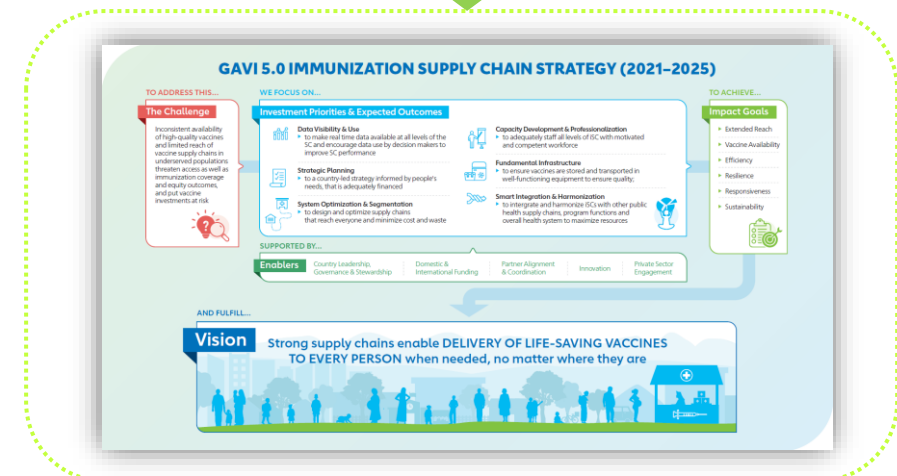 GAVI 5.0 IMMUNIZATION SUPPLY CHAIN STRATEGY (2021–2025)
TO ADDRESS THIS...
The Challenge
Inconsistent availability
of high-quality vaccines
and limited reach of
vaccine supply chains in
underserved populations
threaten access as well as
immunization coverage
and equity outcomes,
and put vaccine
investments at risk
WE FOCUS ON...
Investment Priorities & Expected Outcomes
Data Visibility & Use
to make real time data available at all levels of the
SC and encourage data use by decision makers to
improve SC performance
Strategic Planning
to a country-led strategy informed by people's
needs, that is adequately financed
System Optimization & Segmentation
to design and optimize supply chains
that reach everyone and minimize cost and waste
Capacity Development & Professionalization
to adequately staff all levels of iSC with motivated
and competent workforce
Fundamental Infrastructure
to ensure vaccines are stored and transported in
well-functioning equipment to ensure quality;
Smart Integration & Harmonization
to intergrate and harmonize iSCs with other public
health supply chains, program functions and
overall health system to maximize resources
TO ACHIEVE...
Impact Goals
Extended Reach
Vaccine Availability
Efficiency
Resilience
Responsiveness
Sustainability
SUPPORTED BY...
Enablers
Country Leadership,
Governance & Stewardship
Domestic &
International Funding
Partner Alignment
& Coordination
Innovation
Private Sector
Engagement
AND FULFILL...
Vision
Strong supply chains enable DELIVERY OF LIFE-SAVING VACCINES
TO EVERY PERSON when needed, no matter where they are